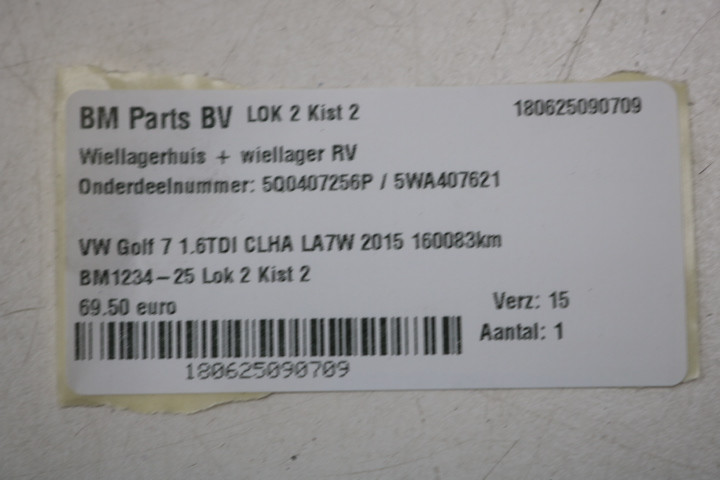 BM Parts BV LOK 2 Kist 2 180625090709
Wiellagerhuis + wiellager RV
Onderdeelnummer: 5Q0407256P / 5WA407621
VW Golf 7 1.6TDI CLHA LA7W 2015 160083km
BM1234-25 Lok 2 Kist 2
69.50 euro Verz: 15
Aantal: 1
180625090709